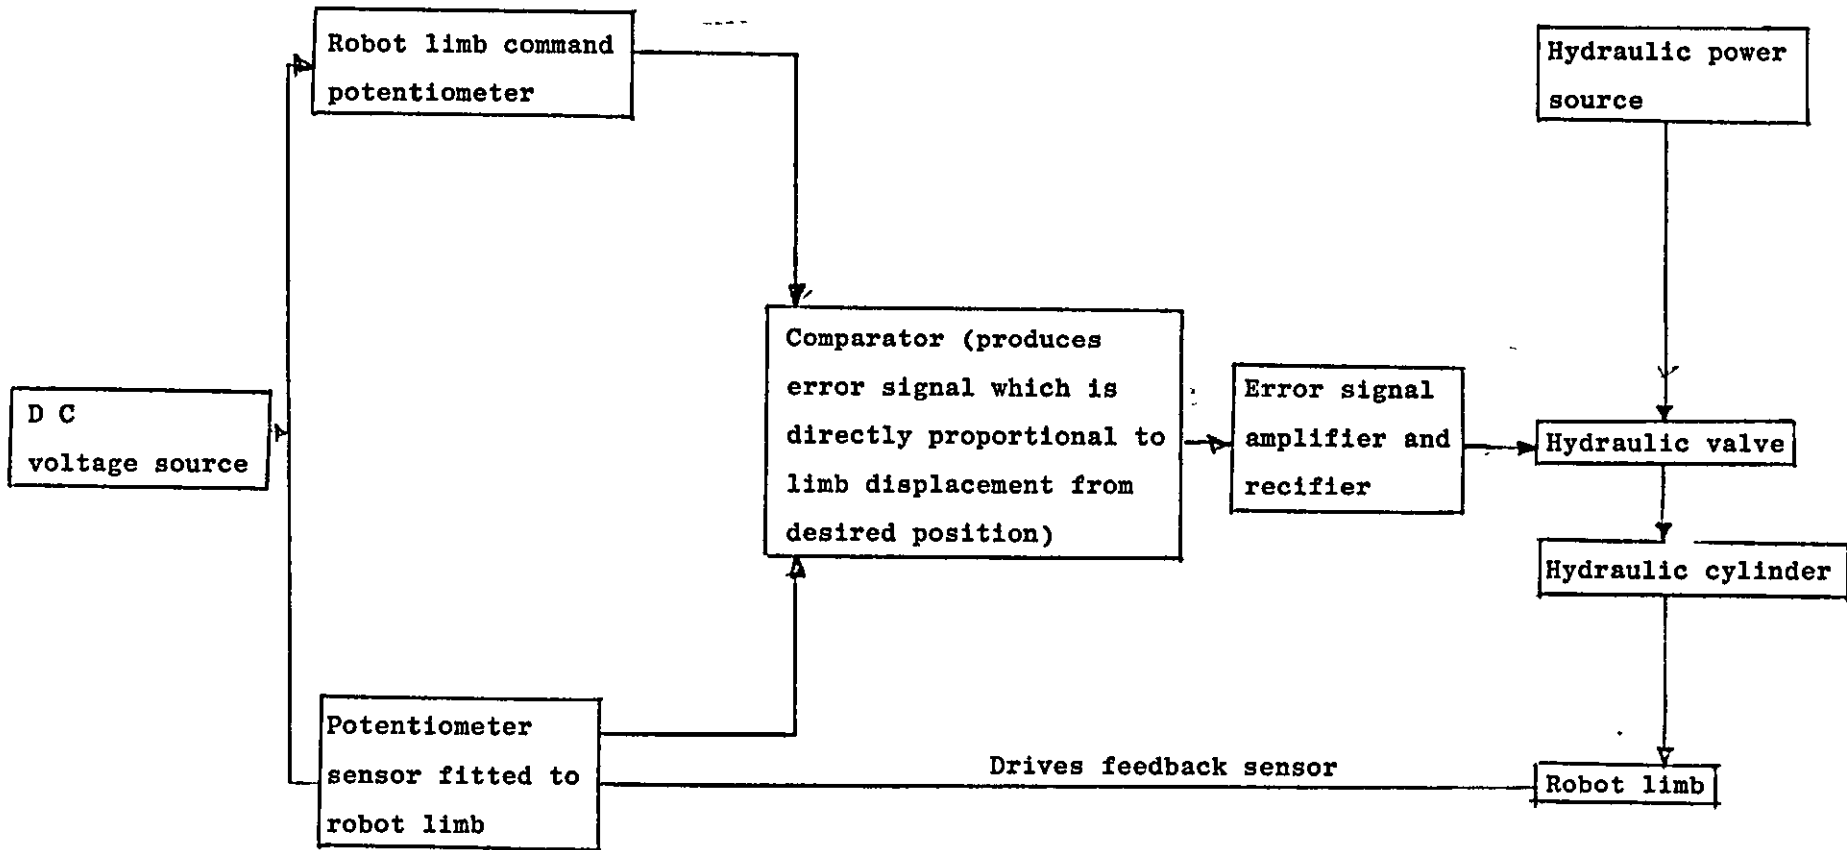 Robot limb command
potentiometer
Hydraulic power
source
D C
voltage source
Comparator (produces
error signal which is
directly proportional to
limb displacement from
desired position)
Error signal
amplifier and
recifier
Hydraulic valve
Hydraulic cylinder
Potentiometer
sensor fitted to
robot limb
Drives feedback sensor
Robot limb